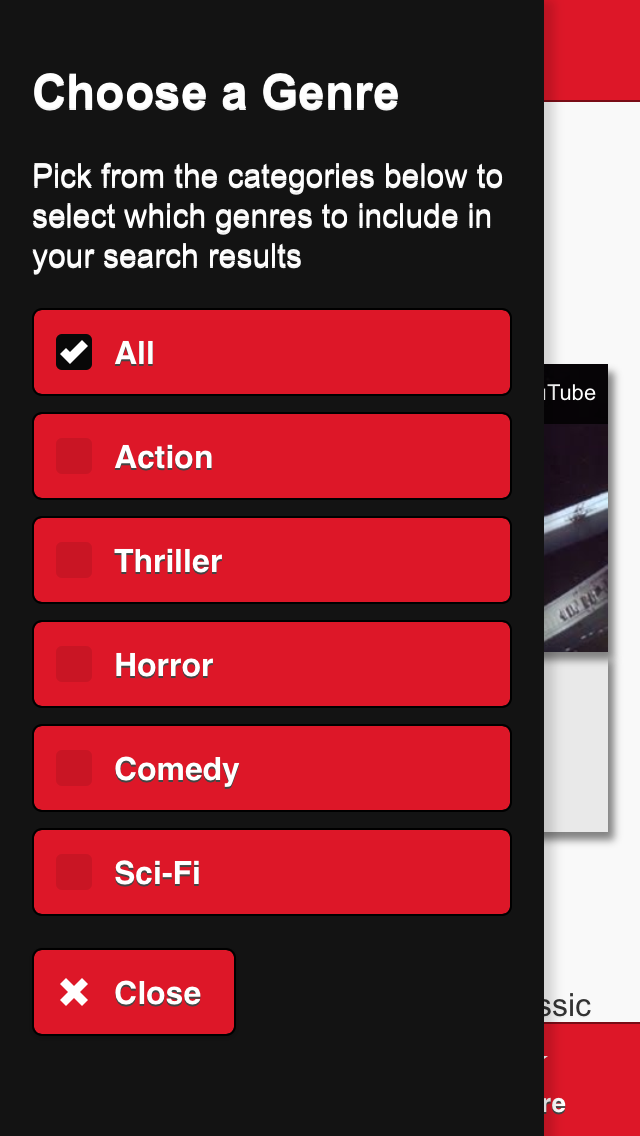 Choose a Genre
Pick from the categories below to
select which genres to include in
your search results
All
Action
Thriller
Horror
Comedy
Sci-Fi
Close
uTube
ssic
re